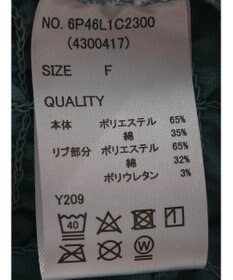 NO. 6P46L1C2300
(4300417)
SIZE F
QUALITY
本体 ポリエステル 65%
綿 35%
リブ部分 ポリエステル 65%
綿 32%
ポリウレタン 3%
Y209
40
W